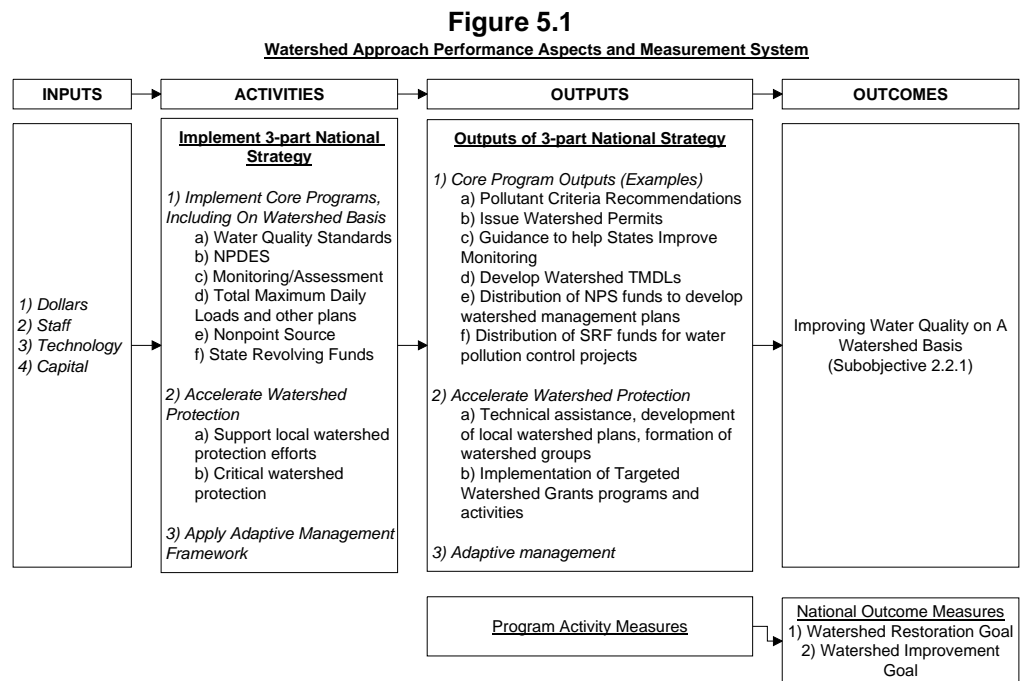 Figure 5.1
Watershed Approach Performance Aspects and Measurement System
INPUTS
ACTIVITIES
OUTPUTS
OUTCOMES
1) Dollars
2) Staff
3) Technology
4) Capital
Implement 3-part National
Strategy
1) Implement Core Programs,
Including On Watershed Basis
a) Water Quality Standards
b) NPDES
c) Monitoring/Assessment
d) Total Maximum Daily
Loads and other plans
e) Nonpoint Source
f) State Revolving Funds
2) Accelerate Watershed
Protection
a) Support local watershed
protection efforts
b) Critical watershed
protection
3) Apply Adaptive Management
Framework
Outputs of 3-part National Strategy
1) Core Program Outputs (Examples)
a) Pollutant Criteria Recommendations
b) Issue Watershed Permits
c) Guidance to help States Improve
Monitoring
d) Develop Watershed TMDLs
e) Distribution of NPS funds to develop
watershed management plans
f) Distribution of SRF funds for water
pollution control projects
2) Accelerate Watershed Protection
a) Technical assistance, development
of local watershed plans, formation of
watershed groups
b) Implementation of Targeted
Watershed Grants programs and
activities
3) Adaptive management
Improving Water Quality on A
Watershed Basis
(Subobjective 2.2.1)
Program Activity Measures
National Outcome Measures
1) Watershed Restoration Goal
2) Watershed Improvement
Goal